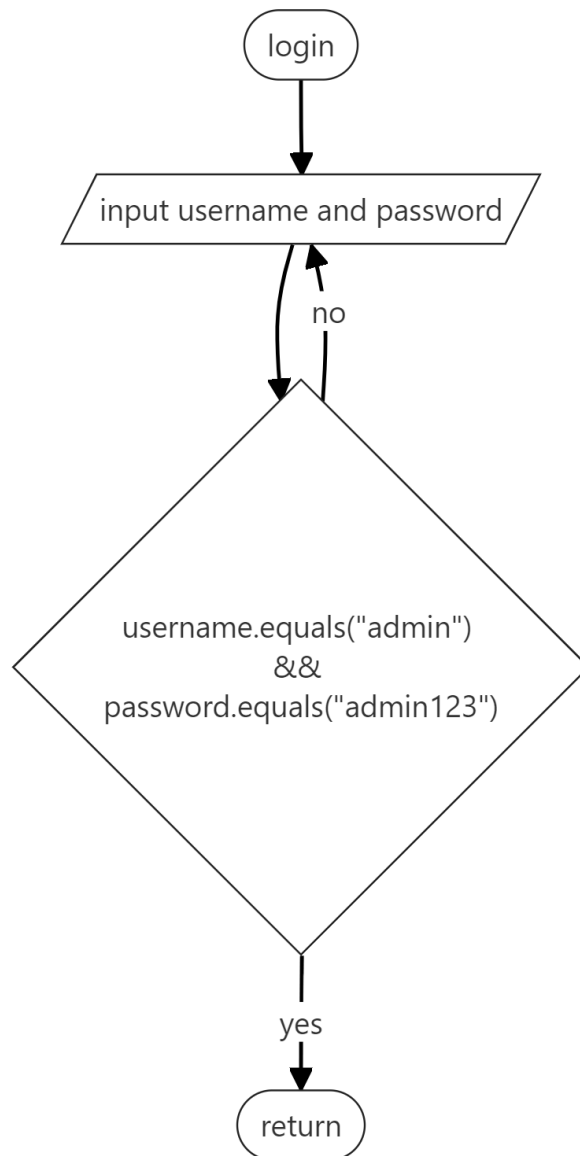 login
input username and password
no
username.equals("admin")
&&
password.equals("admin123")
yes
return